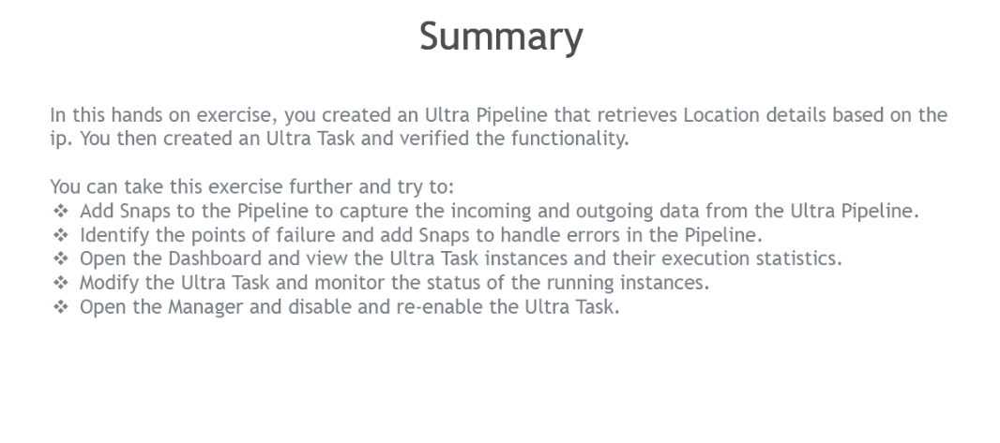 Summary
In this hands on exercise, you created an Ultra Pipeline that retrieves Location details based on the
ip. You then created an Ultra Task and verified the functionality.
You can take this exercise further and try to:
❖ Add Snaps to the Pipeline to capture the incoming and outgoing data from the Ultra Pipeline.
❖ Identify the points of failure and add Snaps to handle errors in the Pipeline.
❖ Open the Dashboard and view the Ultra Task instances and their execution statistics.
❖ Modify the Ultra Task and monitor the status of the running instances.
❖ Open the Manager and disable and re-enable the Ultra Task.